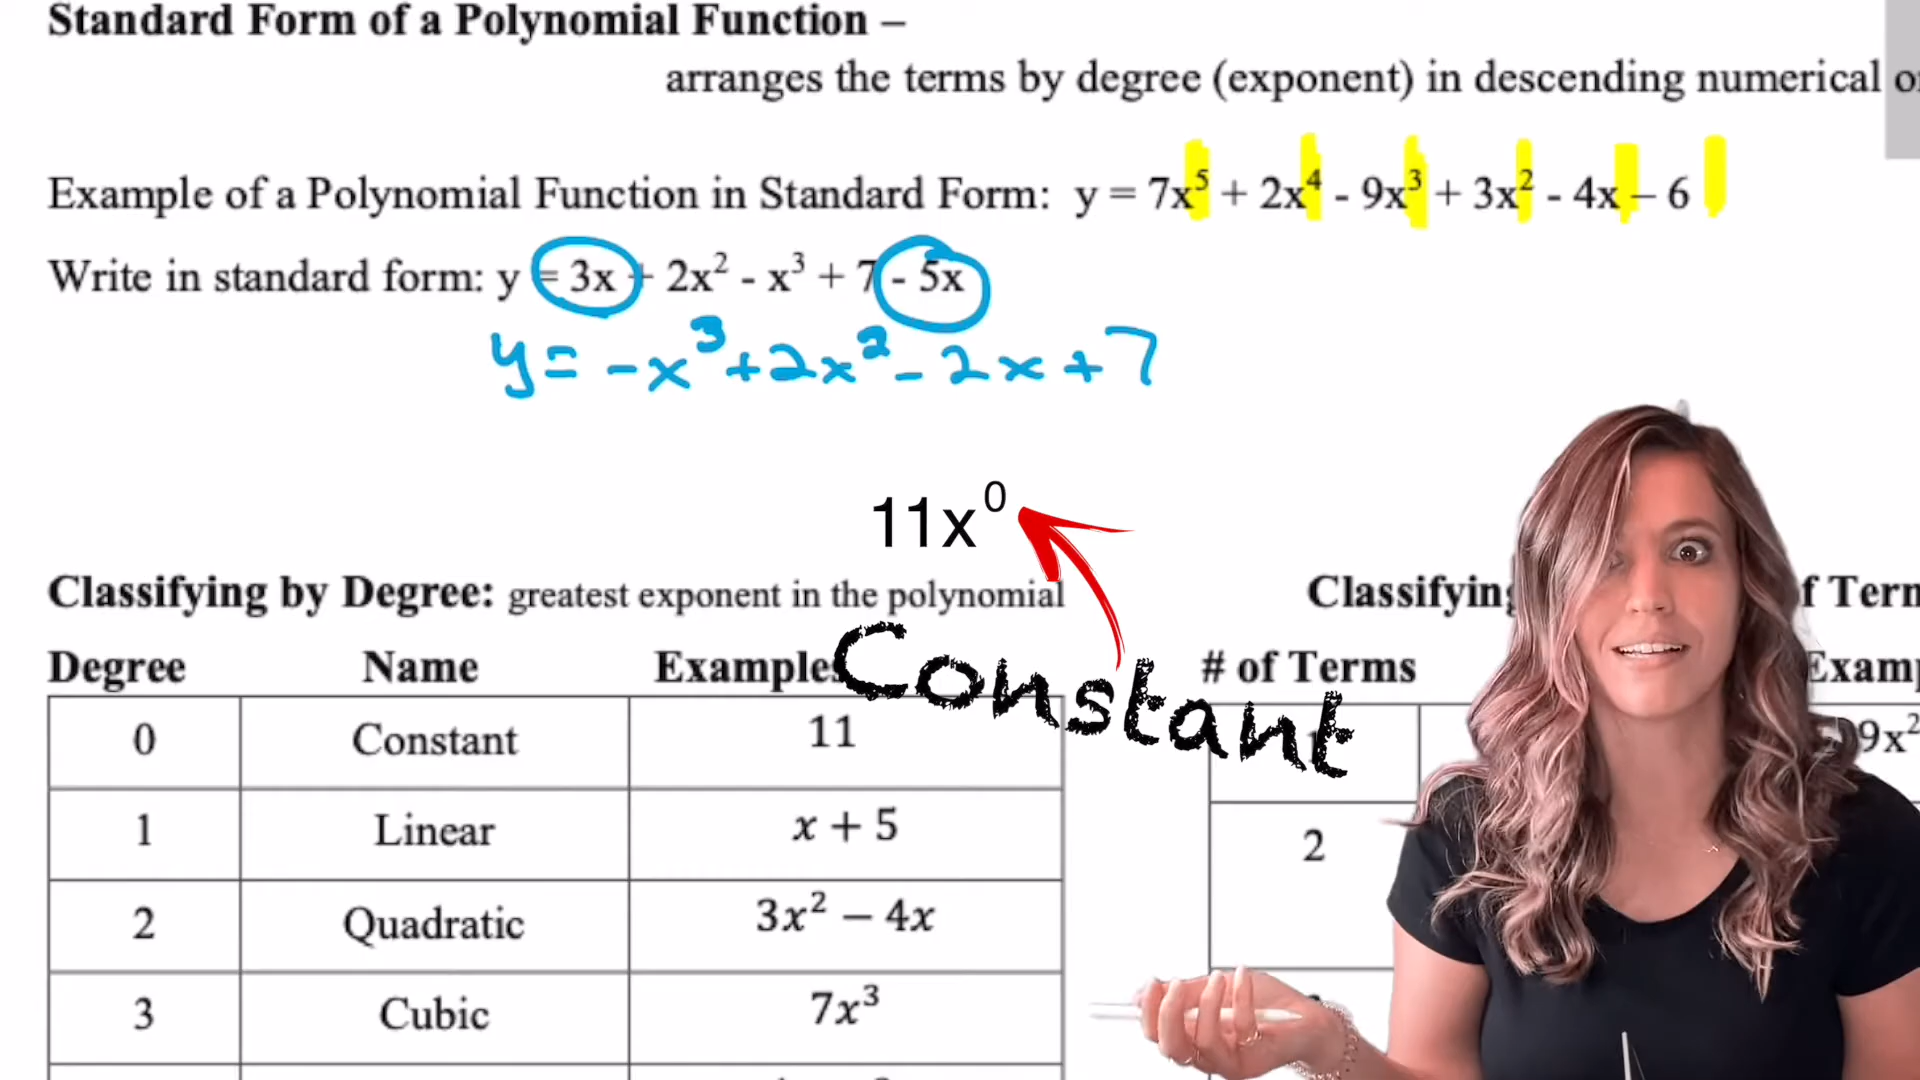 Standard Form of a Polynomial Function –
arranges the terms by degree (exponent) in descending numerical
Example of a Polynomial Function in Standard Form: y = 7x⁵ + 2x⁴ - 9x³ + 3x² - 4x – 6
Write in standard form: y = 3x + 2x² - x³ + 7 - 5x
y = -x³ + 2x² - 2x + 7
11x⁰
Constant
Classifying by Degree: greatest exponent in the polynomial
Degree Name Examples
0 Constant 11
1 Linear x + 5
2 Quadratic 3x² – 4x
3 Cubic 7x³
# of Terms
1
2
9x²